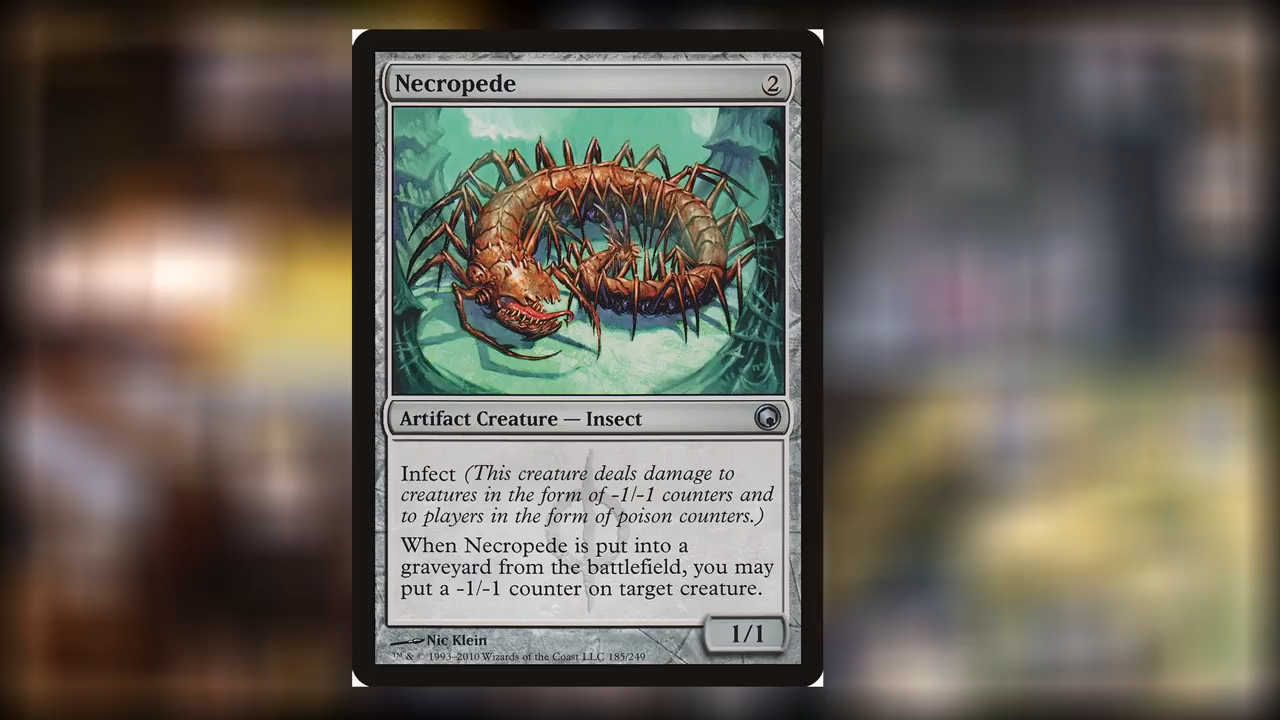 Necropede
2
Artifact Creature — Insect
Infect (This creature deals damage to
creatures in the form of -1/-1 counters and
to players in the form of poison counters.)
When Necropede is put into a
graveyard from the battlefield, you may
put a -1/-1 counter on target creature.
1/1
Nic Klein
™ & © 1993–2010 Wizards of the Coast LLC 185/249